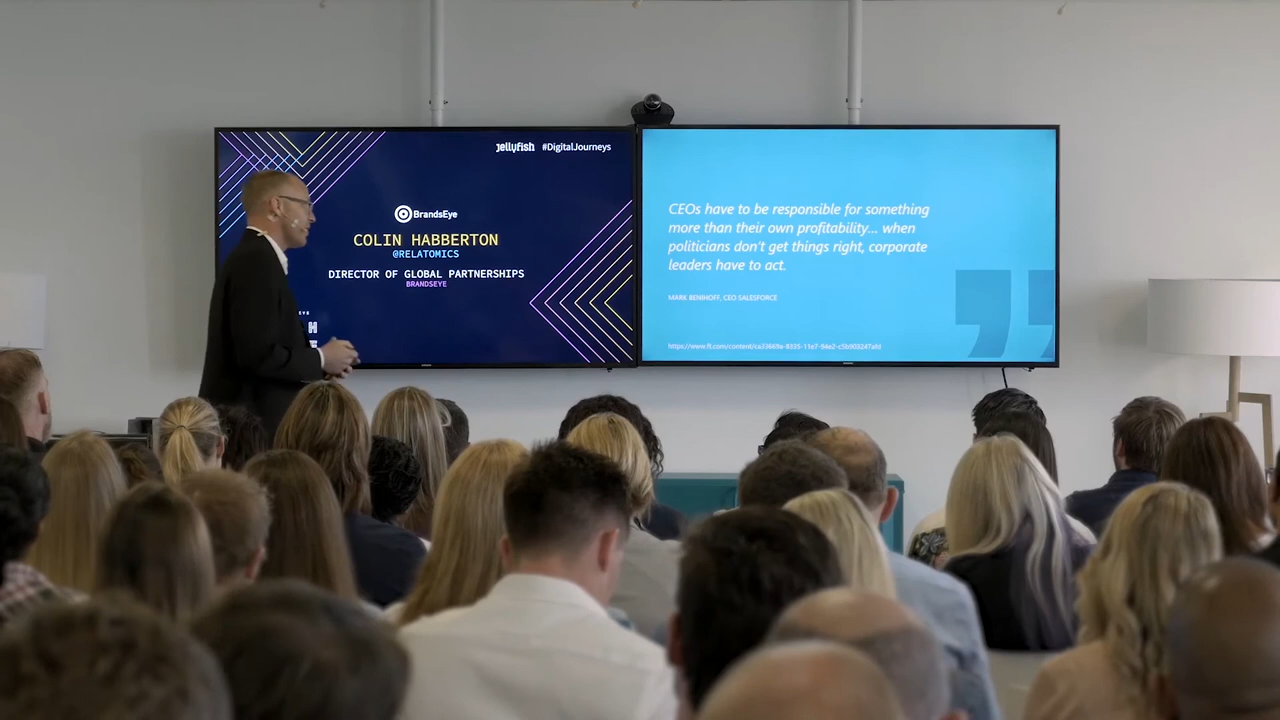 jellyfish #DigitalJourneys
BrandsEye
COLIN HABBERTON
@RELATOMICS
DIRECTOR OF GLOBAL PARTNERSHIPS
BRANDSEYE
H
CEOs have to be responsible for something
more than their own profitability... when
politicians don't get things right, corporate
leaders have to act.
MARK BENIHOFF, CEO SALESFORCE